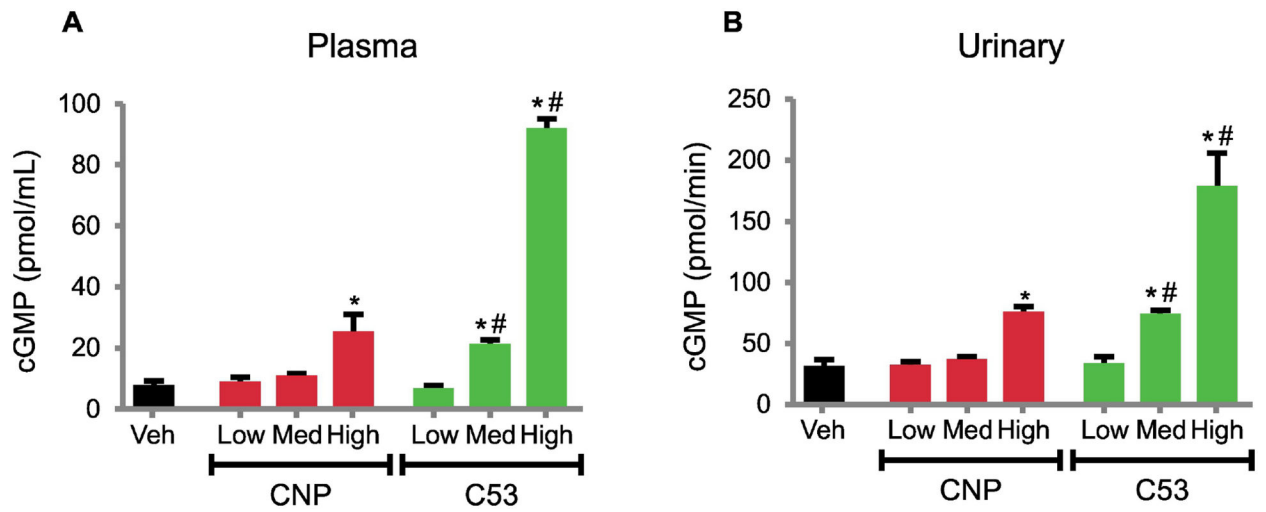 A
Plasma
cGMP (pmol/mL)
100
80
60
40
20
0
*
*#
*#
Veh
Low Med High
Low Med High
CNP
C53
B
Urinary
cGMP (pmol/min)
250
200
150
100
50
0
*
*#
*#
Veh
Low Med High
Low Med High
CNP
C53